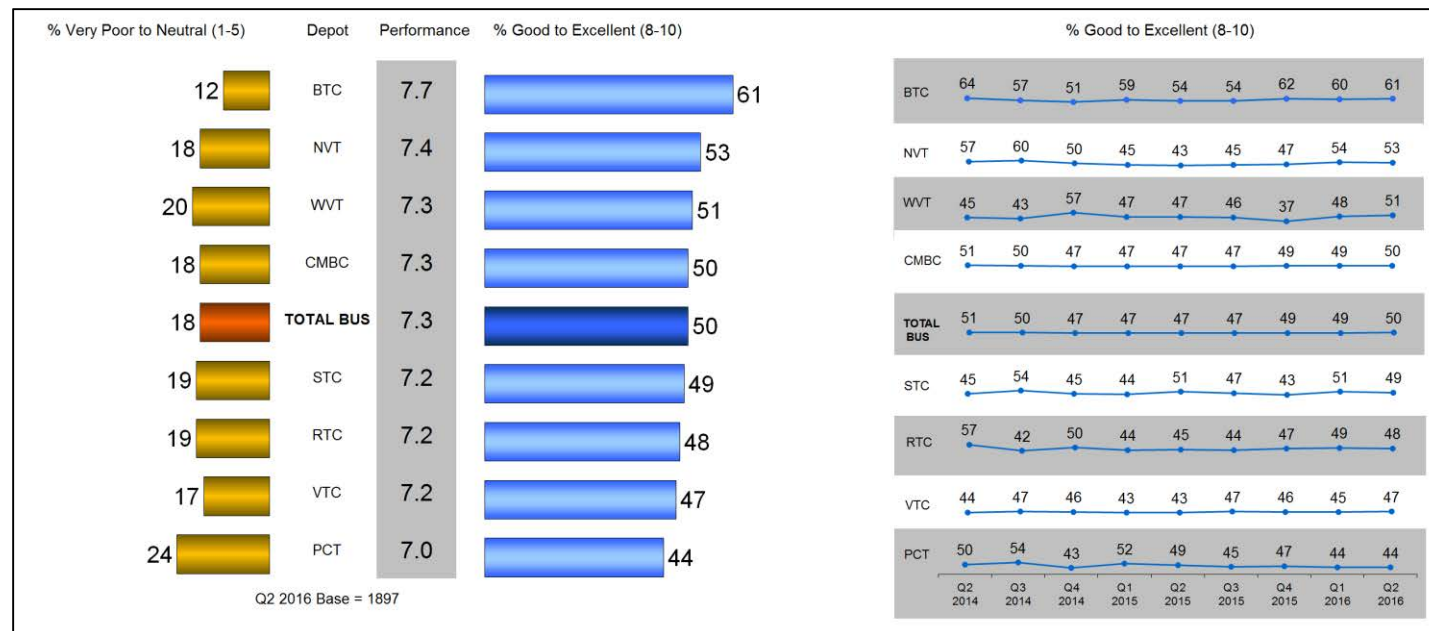 % Very Poor to Neutral (1-5) Depot Performance % Good to Excellent (8-10)
12 BTC 7.7 61
18 NVT 7.4 53
20 WVT 7.3 51
18 CMBC 7.3 50
18 TOTAL BUS 7.3 50
19 STC 7.2 49
19 RTC 7.2 48
17 VTC 7.2 47
24 PCT 7.0 44
Q2 2016 Base = 1897
% Good to Excellent (8-10)
BTC 64 57 51 59 54 54 62 60 61
NVT 57 60 50 45 43 45 47 54 53
WVT 45 43 57 47 47 46 37 48 51
CMBC 51 50 47 47 47 47 49 49 50
TOTAL 51 50 47 47 47 47 49 49 50
BUS
STC 45 54 45 44 51 47 43 51 49
RTC 57 42 50 44 45 44 47 49 48
VTC 44 47 46 43 43 47 46 45 47
PCT 50 54 43 52 49 45 47 44 44
Q2 Q3 Q4 Q1 Q2 Q3 Q4 Q1 Q2
2014 2014 2014 2015 2015 2015 2015 2016 2016